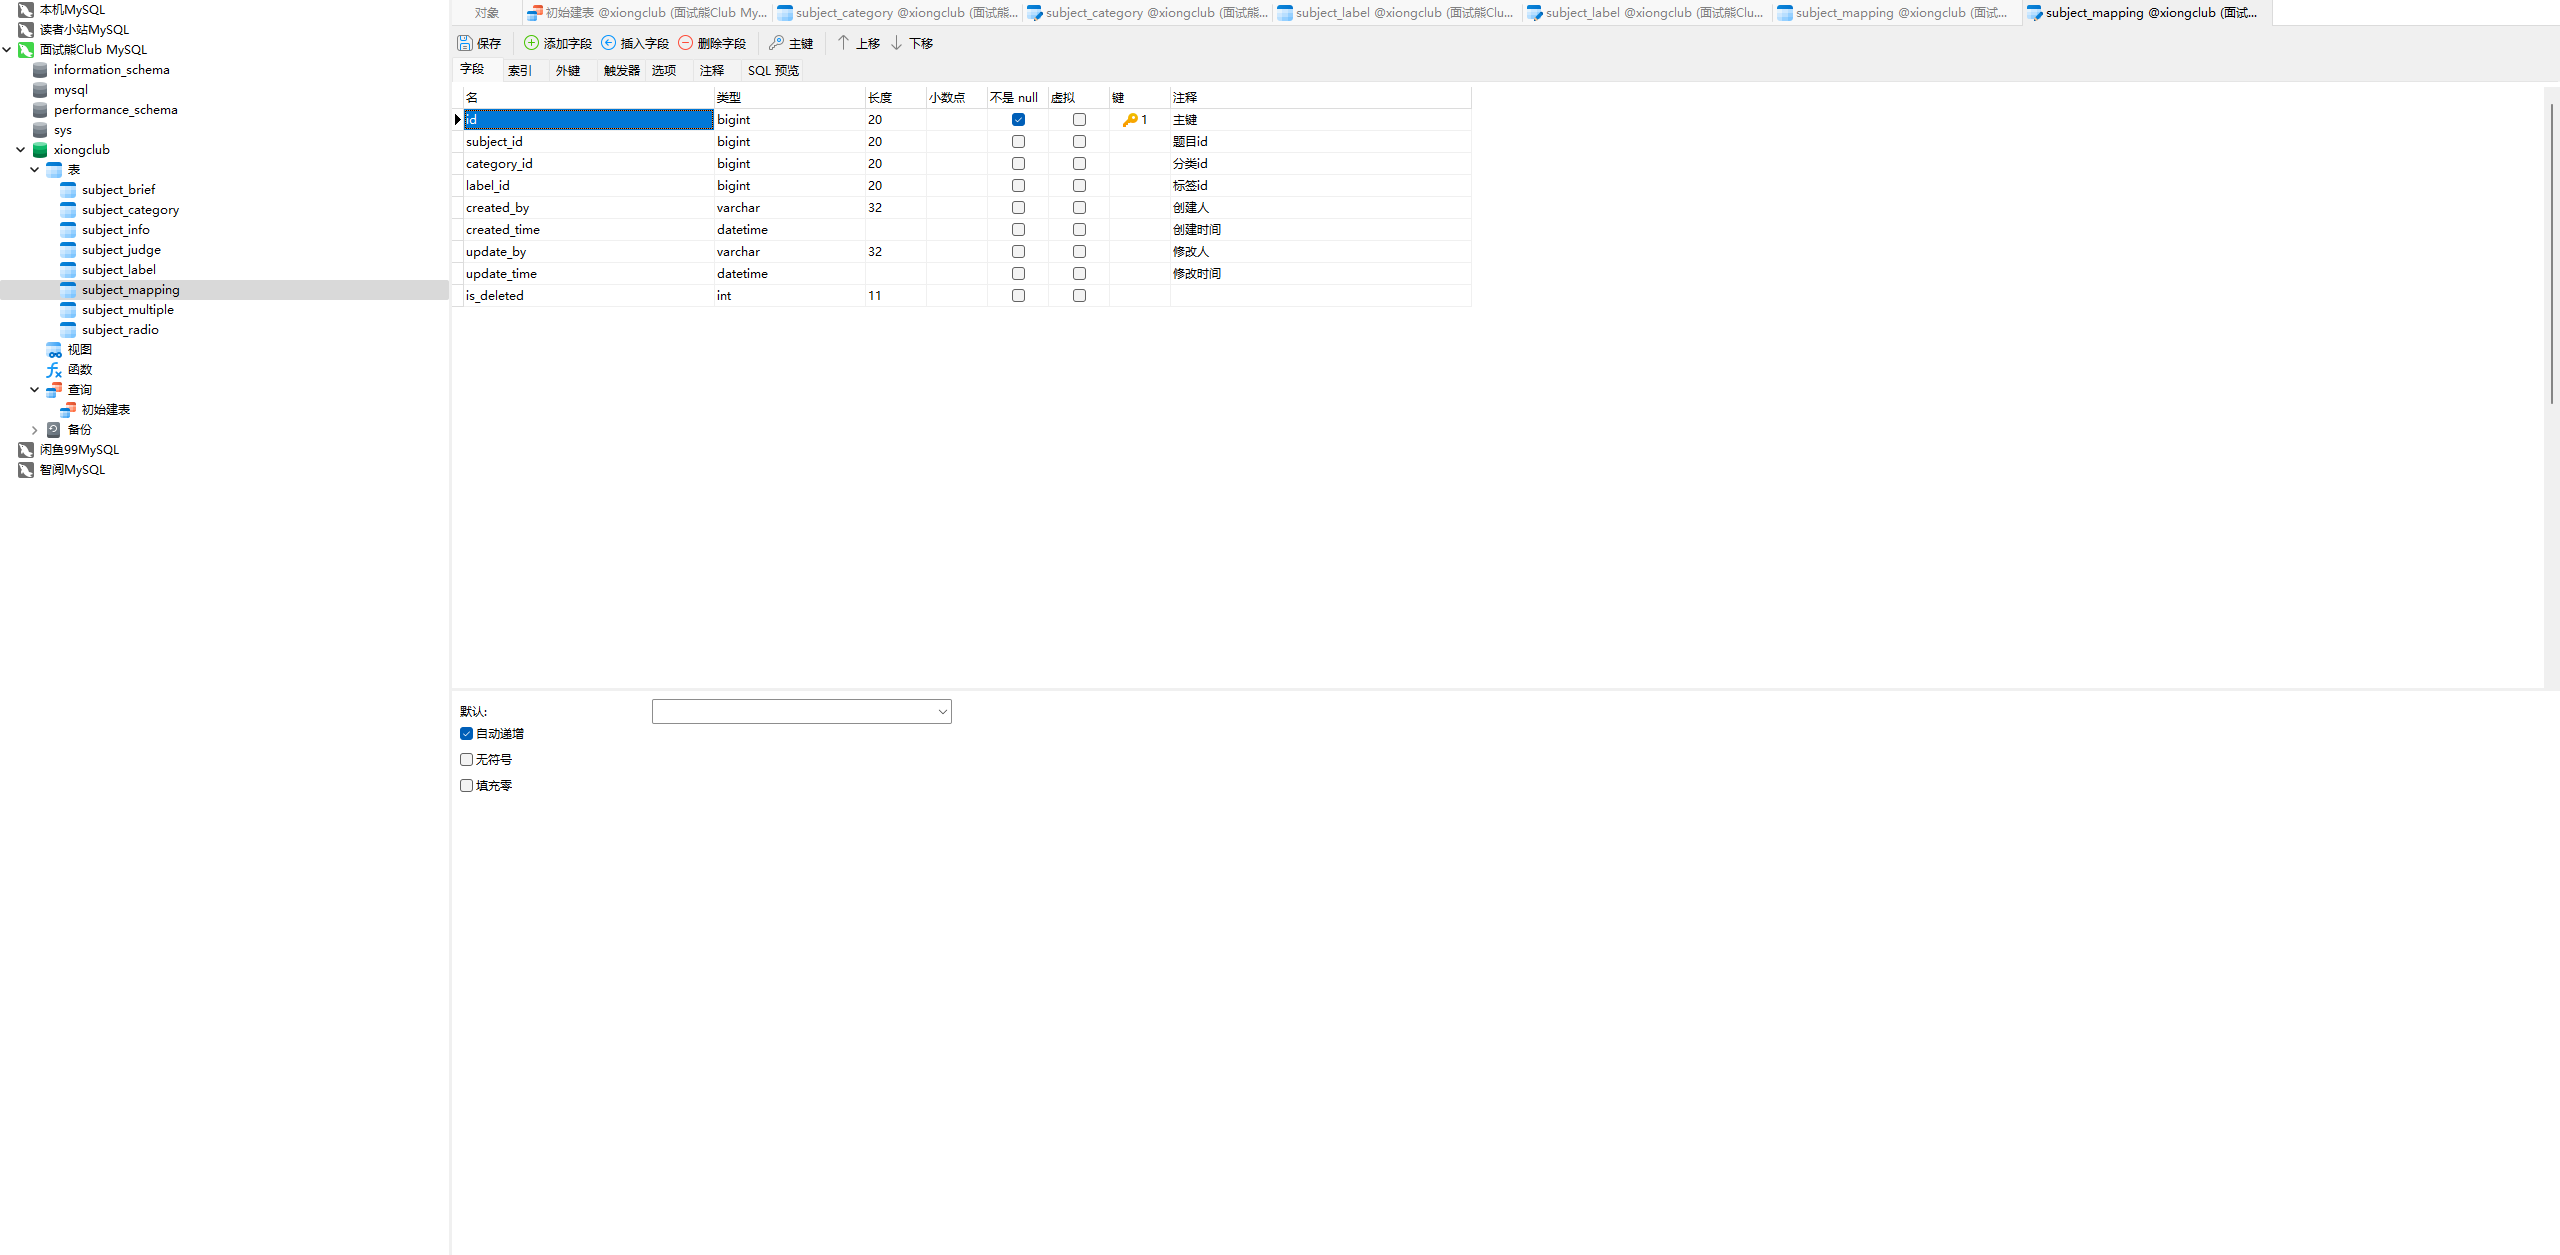 本机MySQL
读者小站MySQL
面试熊Club MySQL
information_schema
mysql
performance_schema
sys
xiongclub
表
subject_brief
subject_category
subject_info
subject_judge
subject_label
subject_mapping
subject_multiple
subject_radio
视图
函数
查询
初始建表
备份
闲鱼99MySQL
智阅MySQL
对象
初始建表 @xiongclub (面试熊Club My...
subject_category @xiongclub (面试熊...
subject_category @xiongclub (面试熊...
subject_label @xiongclub (面试熊Clu...
subject_label @xiongclub (面试熊Clu...
subject_mapping @xiongclub (面试...
subject_mapping @xiongclub (面试...
保存 添加字段 插入字段 删除字段 主键 上移 下移
字段 索引 外键 触发器 选项 注释 SQL 预览
名 类型 长度 小数点 不是 null 虚拟 键 注释
id bigint 20 1 主键
subject_id bigint 20 题目id
category_id bigint 20 分类id
label_id bigint 20 标签id
created_by varchar 32 创建人
created_time datetime 创建时间
update_by varchar 32 修改人
update_time datetime 修改时间
is_deleted int 11
默认:
自动递增
无符号
填充零